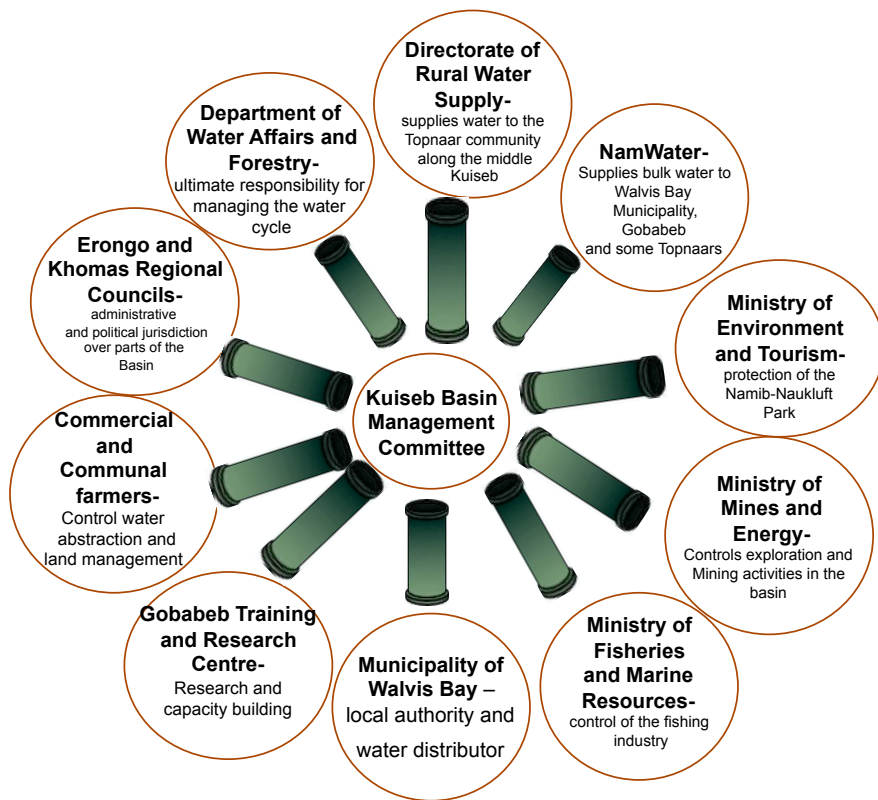 Directorate of
Rural Water
Supply-
supplies water to the
Topnaar community
along the middle
Kuiseb
NamWater-
Supplies bulk water to
Walvis Bay
Municipality,
Gobabeb
and some Topnaars
Ministry of
Environment
and Tourism-
protection of the
Namib-Naukluft
Park
Ministry of
Mines and
Energy-
Controls exploration and
Mining activities in the
basin
Ministry of
Fisheries
and Marine
Resources-
control of the fishing
industry
Municipality of
Walvis Bay –
local authority and
water distributor
Gobabeb Training
and Research
Centre-
Research and
capacity building
Commercial
and
Communal
farmers-
Control water
abstraction and
land management
Erongo and
Khomas Regional
Councils-
administrative
and political jurisdiction
over parts of the
Basin
Department of
Water Affairs and
Forestry-
ultimate responsibility for
managing the water
cycle
Kuiseb Basin
Management
Committee